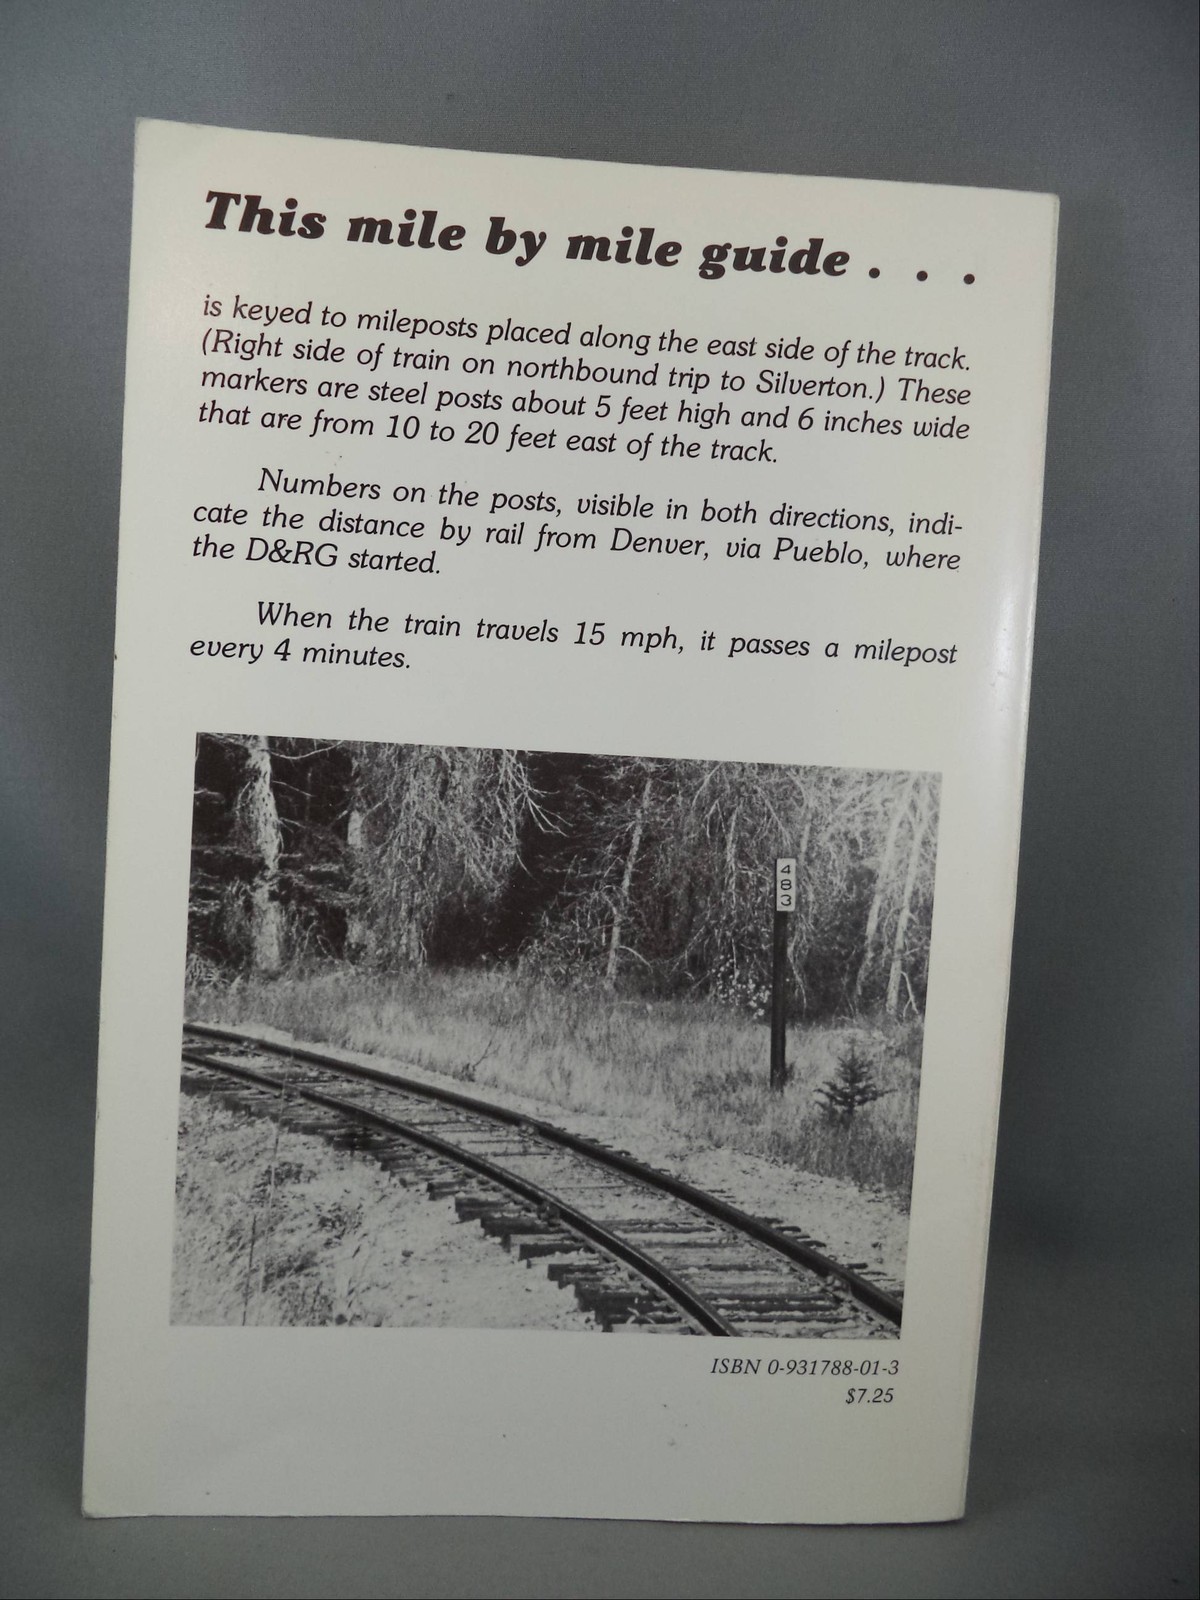 This mile by mile guide . . .
is keyed to mileposts placed along the east side of the track.
(Right side of train on northbound trip to Silverton.) These
markers are steel posts about 5 feet high and 6 inches wide
that are from 10 to 20 feet east of the track.
Numbers on the posts, visible in both directions, indi-
cate the distance by rail from Denver, via Pueblo, where
the D&RG started.
When the train travels 15 mph, it passes a milepost
every 4 minutes.
4
8
3
ISBN 0-931788-01-3
$7.25